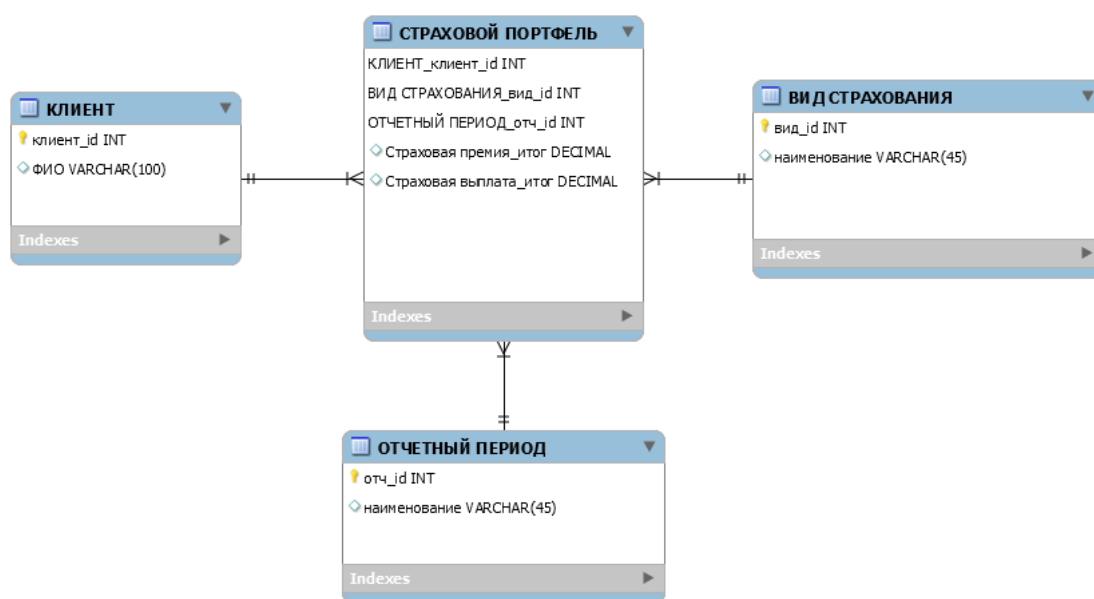 СТРАХОВОЙ ПОРТФЕЛЬ
КЛИЕНТ_клиент_id INT
ВИД СТРАХОВАНИЯ_вид_id INT
ОТЧЕТНЫЙ ПЕРИОД_отч_id INT
Страховая премия_итог DECIMAL
Страховая выплата_итог DECIMAL
Indexes
КЛИЕНТ
клиент_id INT
ФИО VARCHAR(100)
Indexes
ВИД СТРАХОВАНИЯ
вид_id INT
наименование VARCHAR(45)
Indexes
ОТЧЕТНЫЙ ПЕРИОД
отч_id INT
наименование VARCHAR(45)
Indexes